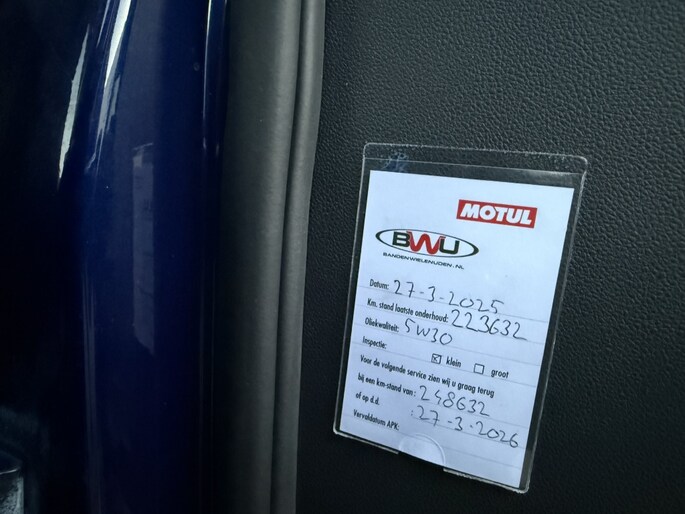 MOTUL
BWU
BANDENWIELENIJDEN.NL
Datum: 27-3-2025
Km. stand laatste onderhoud: 223632
Oliekwaliteit: 5W30
Inspectie: klein groot
Voor de volgende service zien wij u graag terug
bij een km-stand van: 248632
of op d.d. : 27-3-2026
Vervaldatum APK: